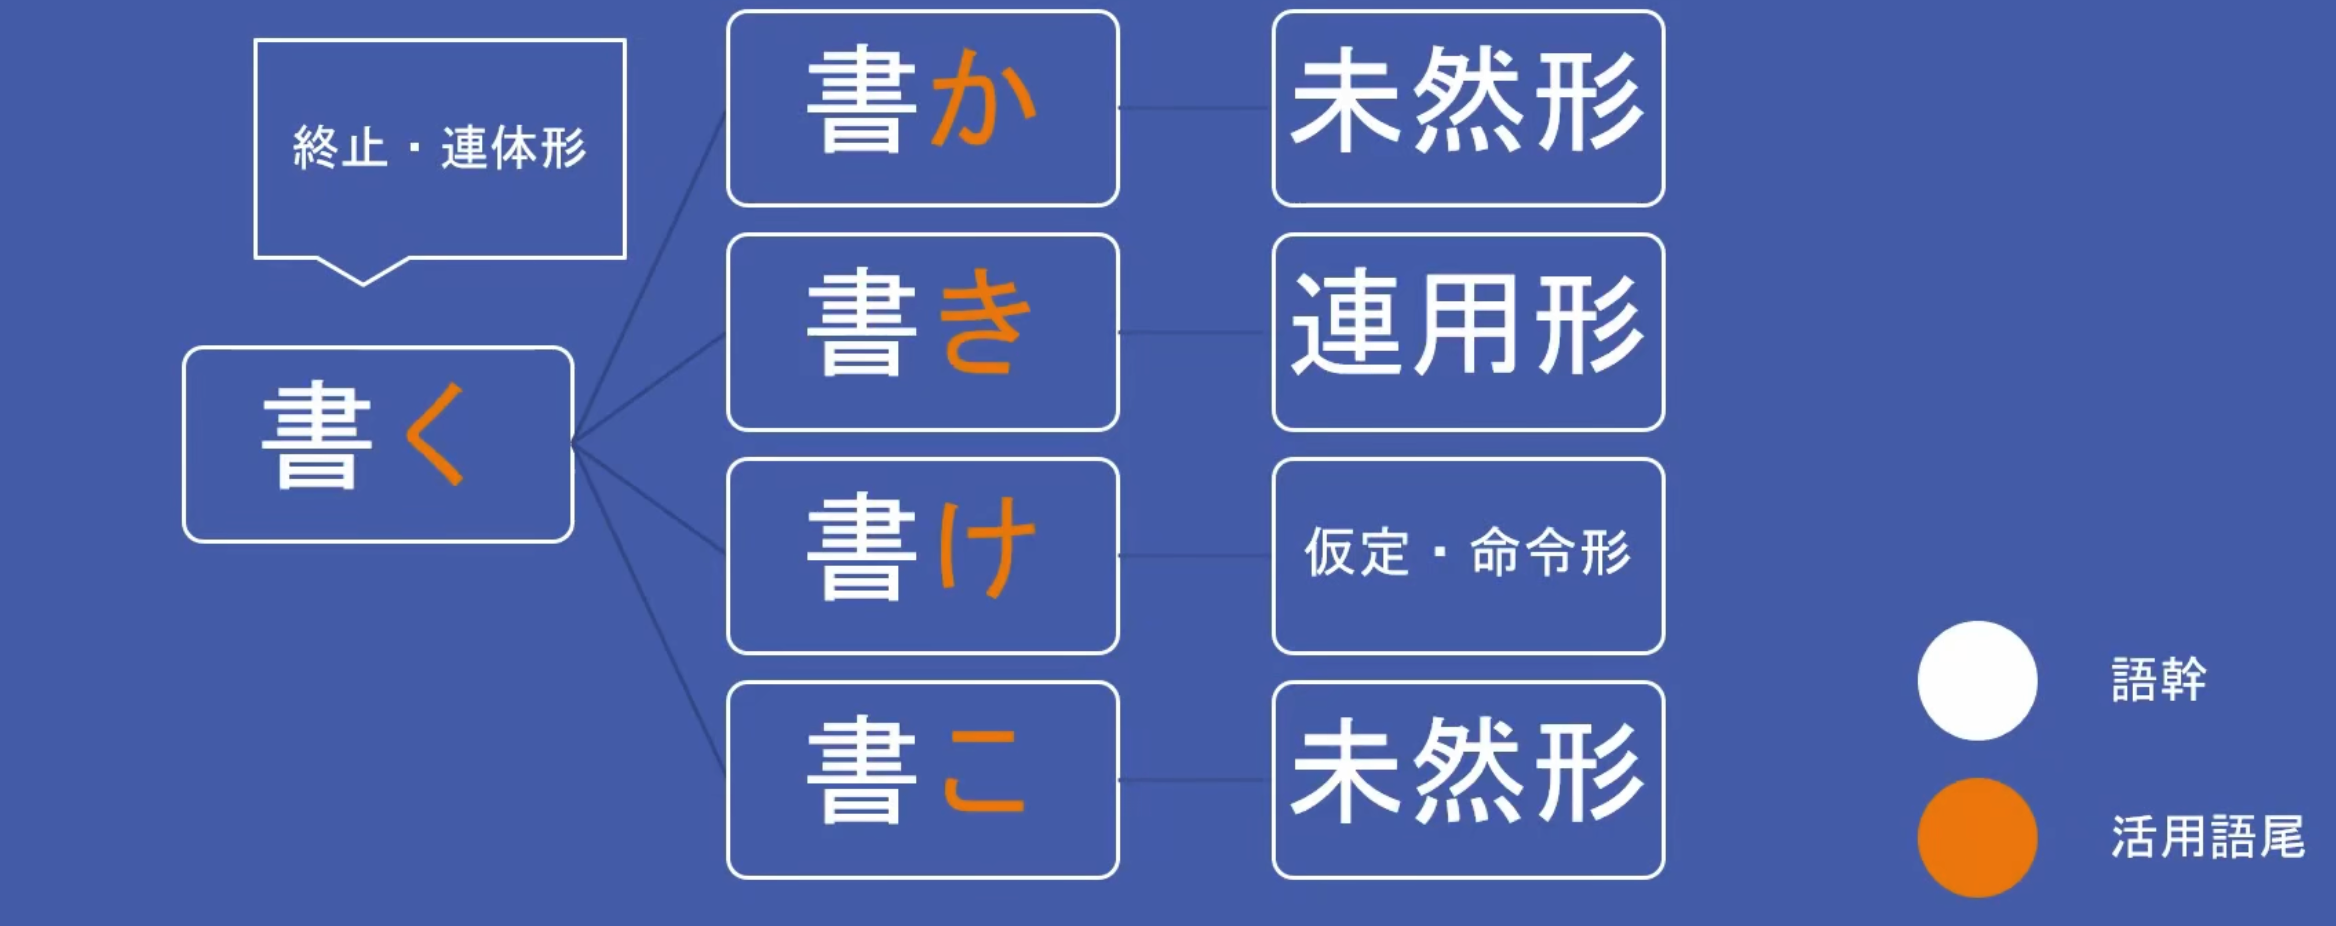 終止・連体形
書く
書か
未然形
書き
連用形
書け
仮定・命令形
書こ
未然形
語幹
活用語尾